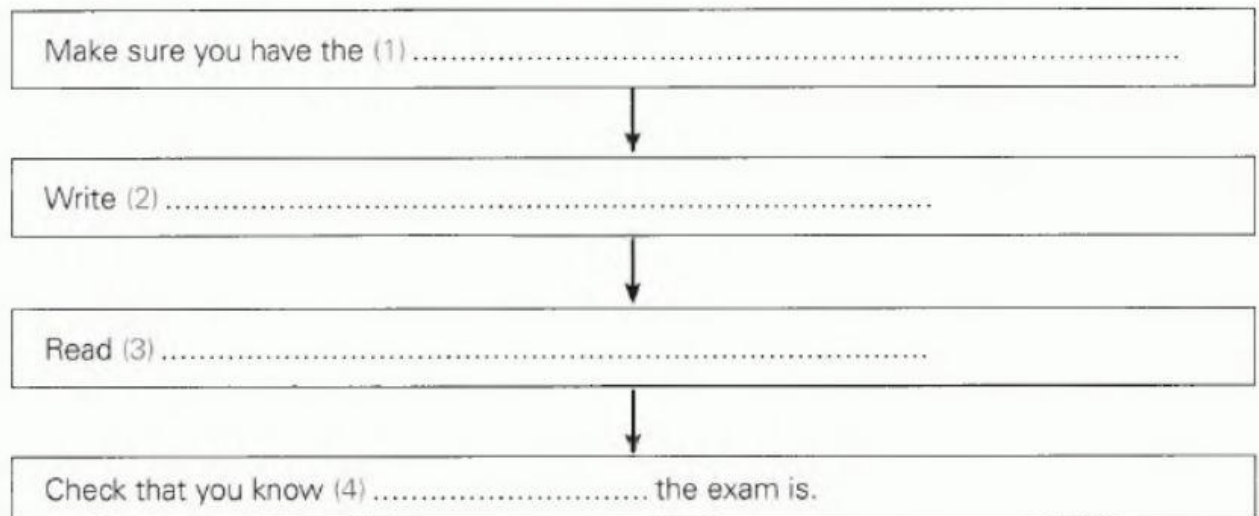 Make sure you have the (1) ....................................................................................
Write (2) ....................................................................................
Read (3) ....................................................................................
Check that you know (4) .............................. the exam is.